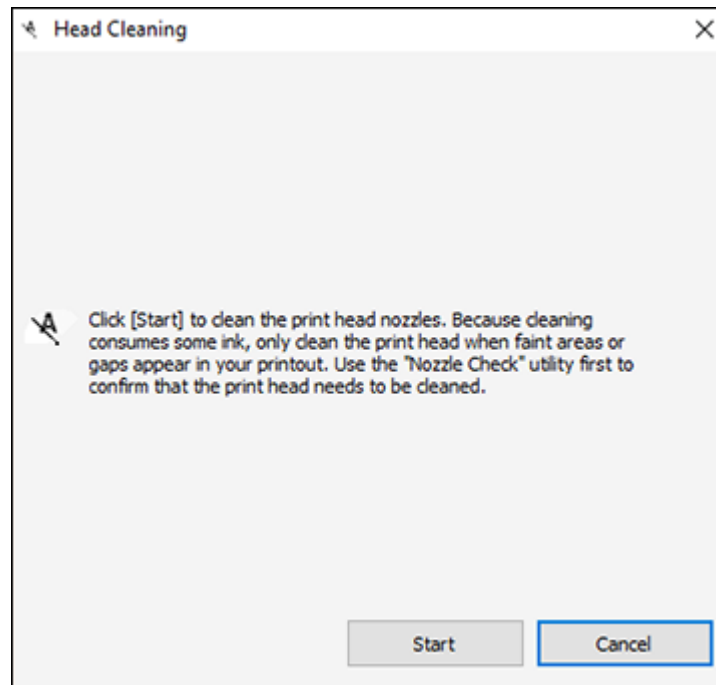 Head Cleaning
Click [Start] to clean the print head nozzles. Because cleaning
consumes some ink, only clean the print head when faint areas or
gaps appear in your printout. Use the "Nozzle Check" utility first to
confirm that the print head needs to be cleaned.
Start
Cancel